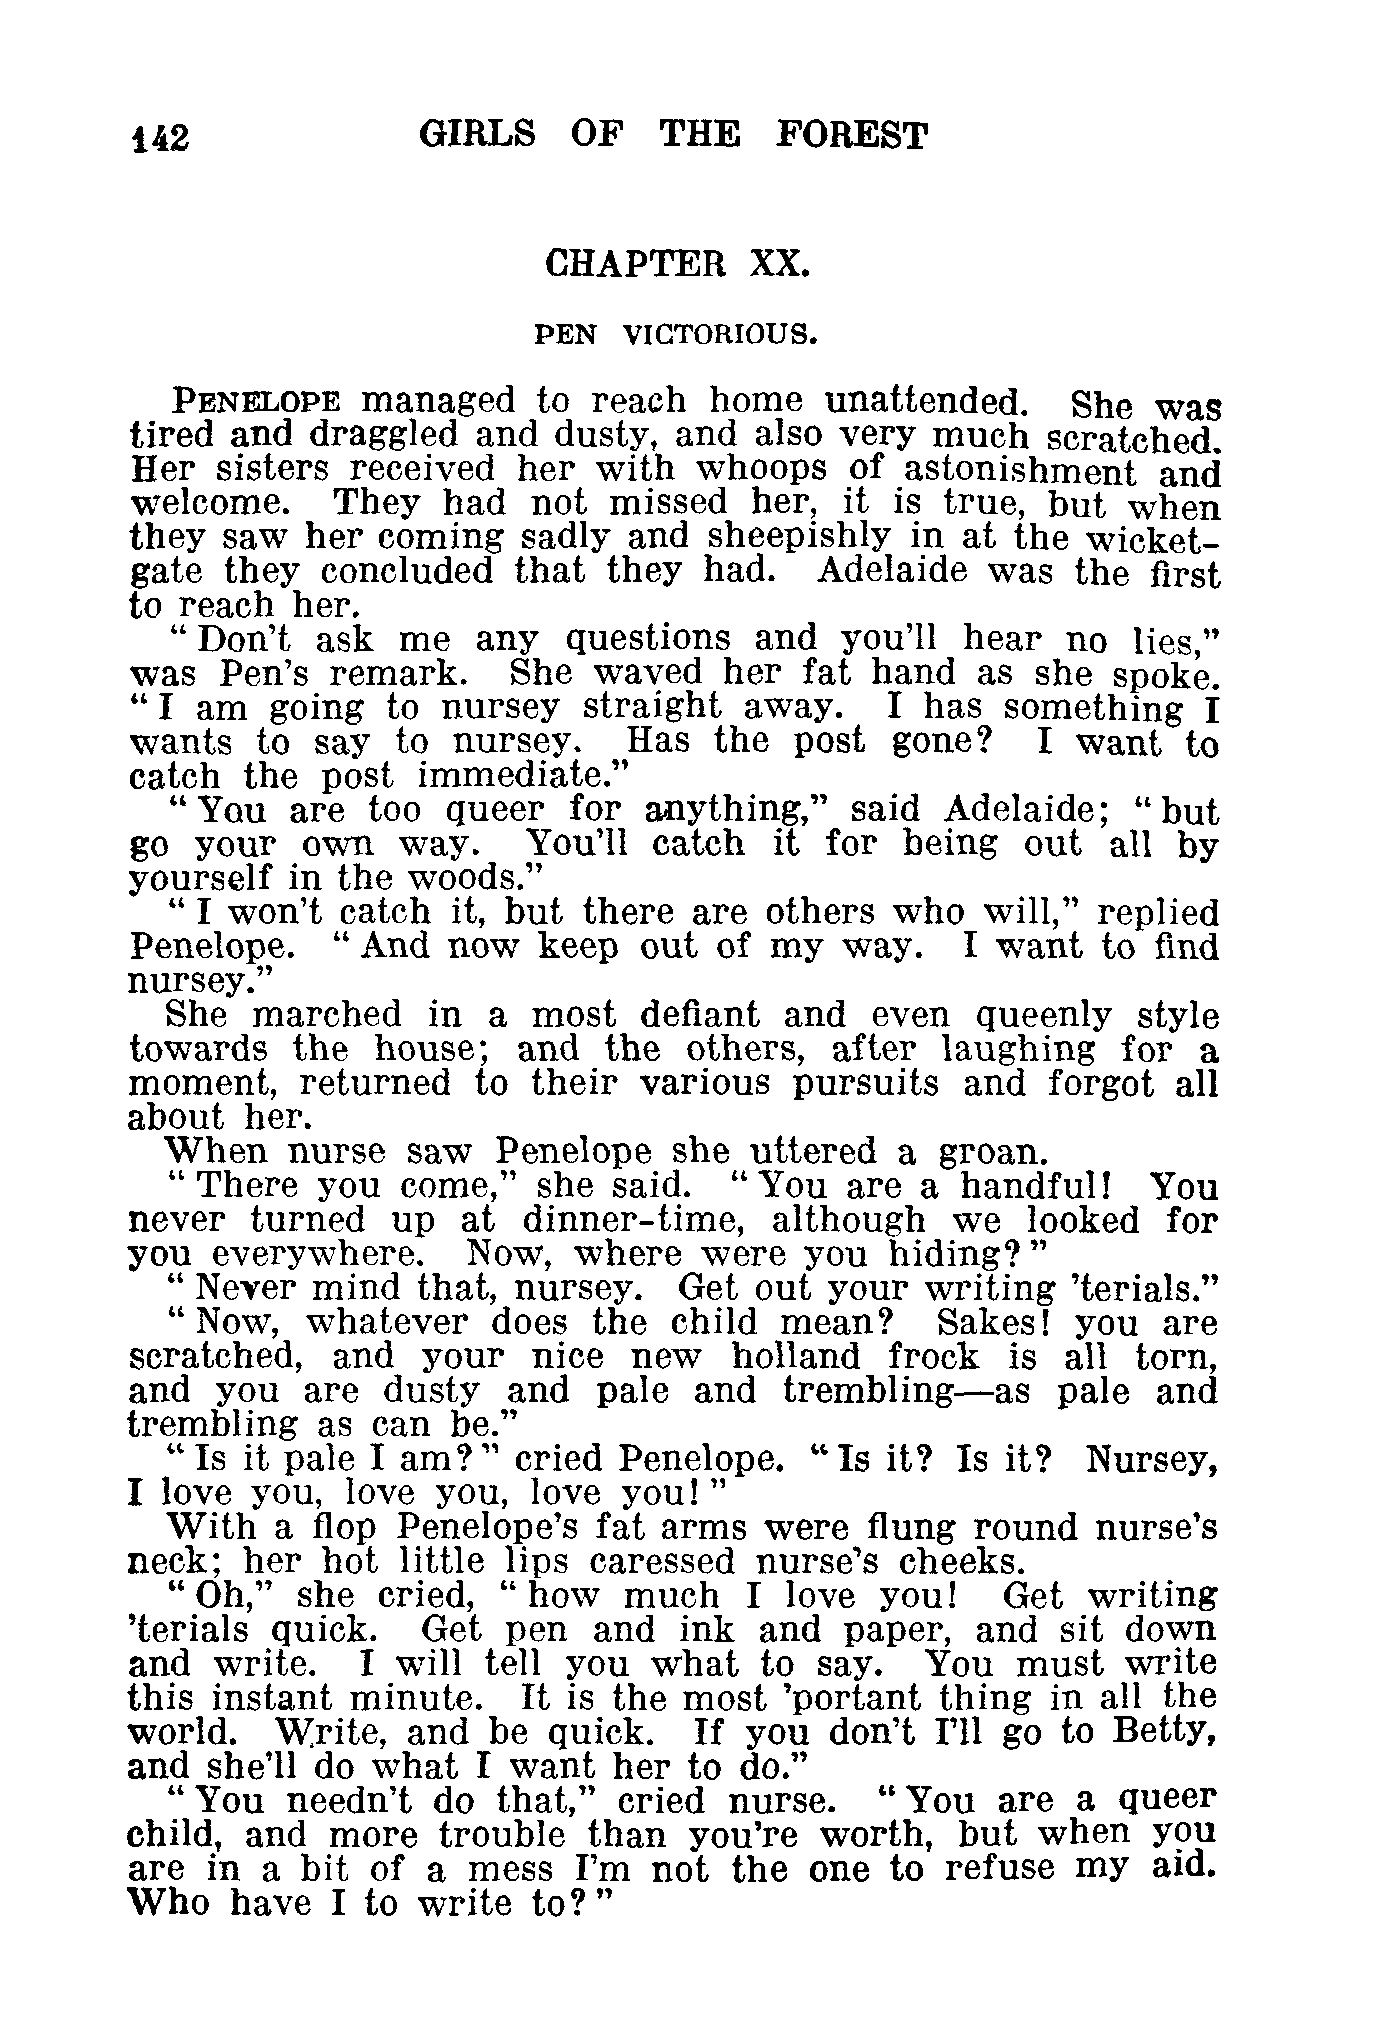 142 GIRLS OF THE FOREST
CHAPTER XX.
PEN VICTORIOUS.
PENELOPE managed to reach home unattended. She was
tired and draggled and dusty, and also very much scratched.
Her sisters received her with whoops of astonishment and
welcome. They had not missed her, it is true, but when
they saw her coming sadly and sheepishly in at the wicket-
gate they concluded that they had. Adelaide was the first
to reach her.
“Don't ask me any questions and you'll hear no lies,”
was Pen's remark. She waved her fat hand as she spoke.
“I am going to nursey straight away. I has something I
wants to say to nursey. Has the post gone? I want to
catch the post immediate.”
“You are too queer for anything,” said Adelaide; “but
go your own way. You'll catch it for being out all by
yourself in the woods.”
“I won't catch it, but there are others who will,” replied
Penelope. “And now keep out of my way. I want to find
nursey.”
She marched in a most defiant and even queenly style
towards the house; and the others, after laughing for a
moment, returned to their various pursuits and forgot all
about her.
When nurse saw Penelope she uttered a groan.
“There you come,” she said. “You are a handful! You
never turned up at dinner-time, although we looked for
you everywhere. Now, where were you hiding?”
“Never mind that, nursey. Get out your writing 'terials.”
“Now, whatever does the child mean? Sakes! you are
scratched, and your nice new holland frock is all torn,
and you are dusty and pale and trembling—as pale and
trembling as can be.”
“Is it pale I am?” cried Penelope. “Is it? Is it? Nursey,
I love you, love you, love you!”
With a flop Penelope's fat arms were flung round nurse's
neck; her hot little lips caressed nurse's cheeks.
“Oh,” she cried, “how much I love you! Get writing
'terials quick. Get pen and ink and paper, and sit down
and write. I will tell you what to say. You must write
this instant minute. It is the most 'portant thing in all the
world. Write, and be quick. If you don't I'll go to Betty,
and she'll do what I want her to do.”
“You needn't do that,” cried nurse. “You are a queer
child, and more trouble than you're worth, but when you
are in a bit of a mess I'm not the one to refuse my aid.
Who have I to write to?”